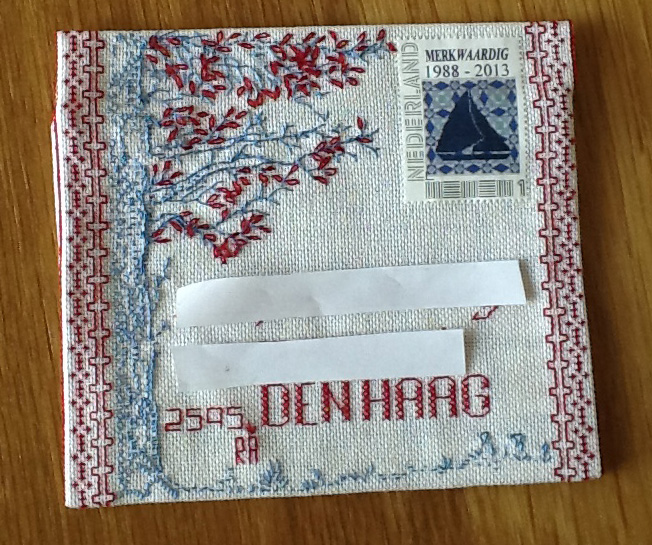 NEDERLAND
MERKWAARDIG
1988 - 2013
1
2595 DEN HAAG
RA